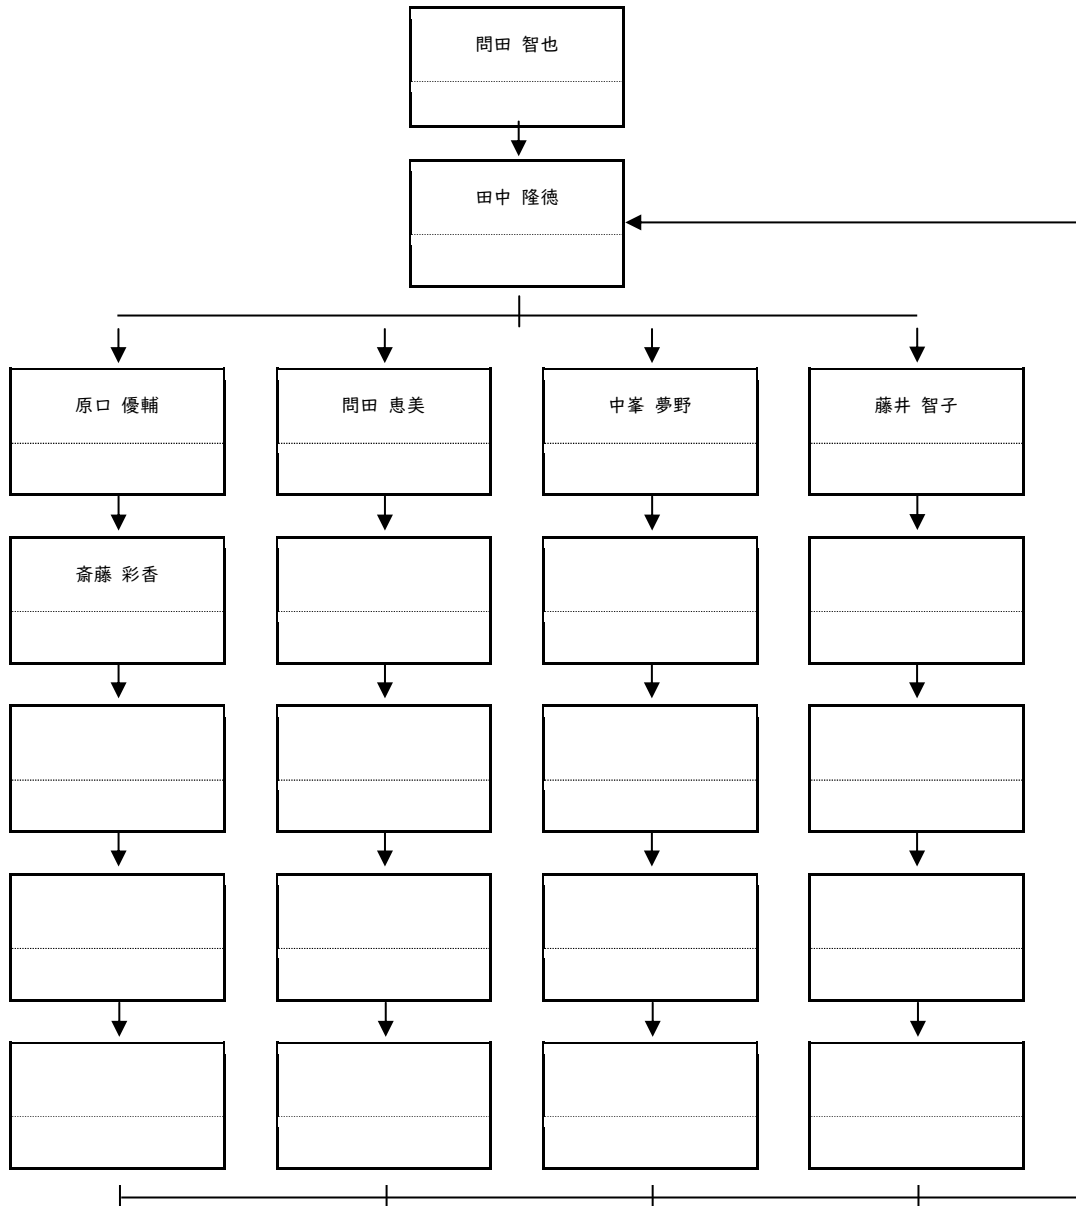 問田 智也
田中 隆徳
原口 優輔
問田 恵美
中峯 夢野
藤井 智子
斎藤 彩香